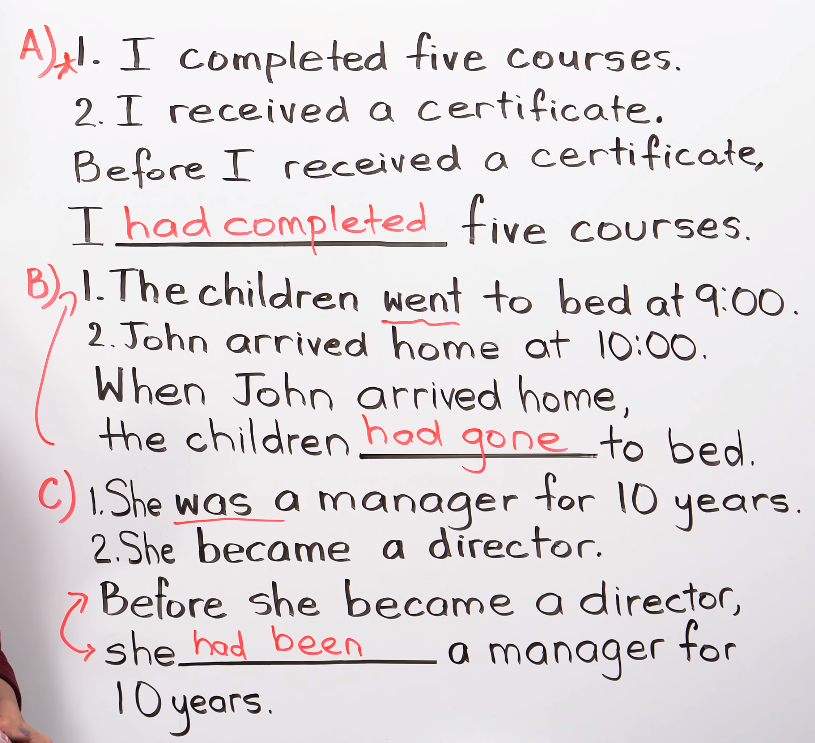 A) * 1. I completed five courses.
2. I received a certificate.
Before I received a certificate,
I had completed five courses.
B) 1. The children went to bed at 9:00.
2. John arrived home at 10:00.
When John arrived home,
the children had gone to bed.
C) 1. She was a manager for 10 years.
2. She became a director.
Before she became a director,
she had been a manager for
10 years.